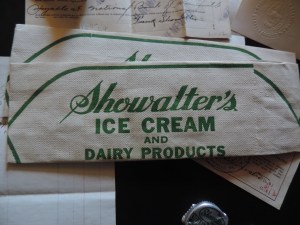 Showalter's
ICE CREAM
AND
DAIRY PRODUCTS